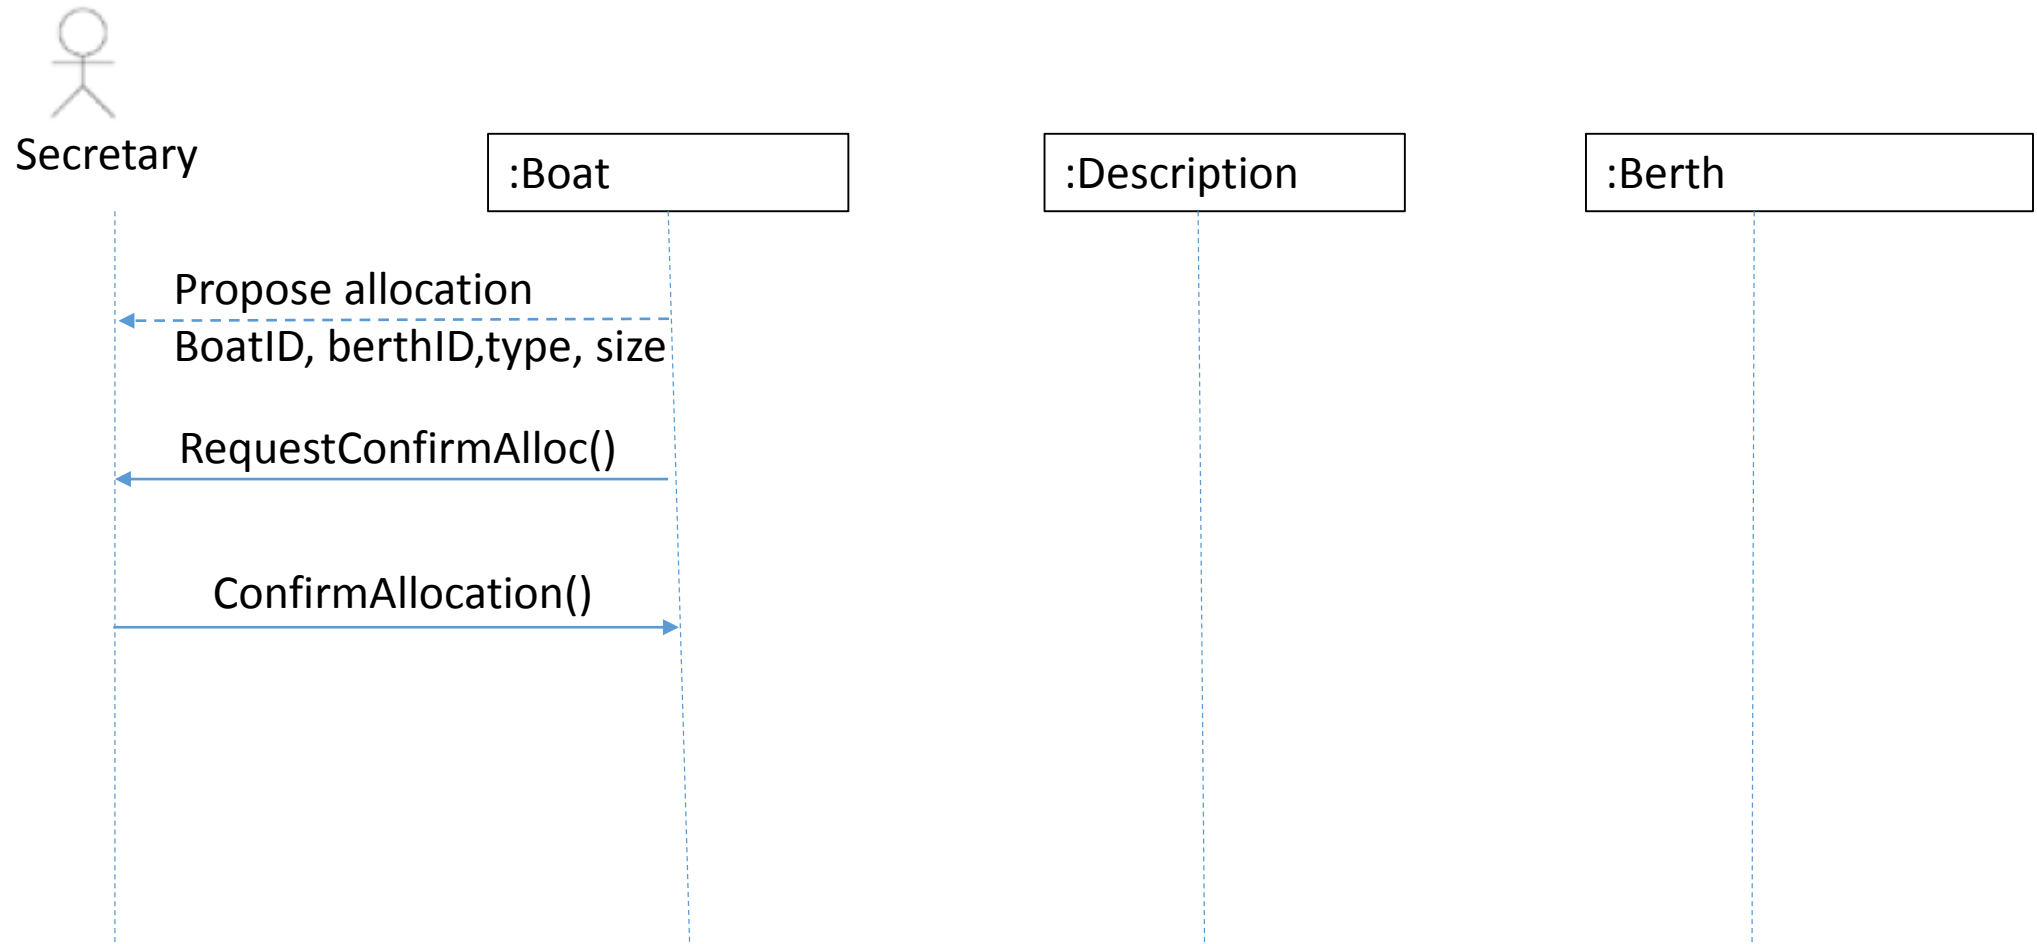 Secretary
:Boat
:Description
:Berth
Propose allocation
BoatID, berthID,type, size
RequestConfirmAlloc()
ConfirmAllocation()